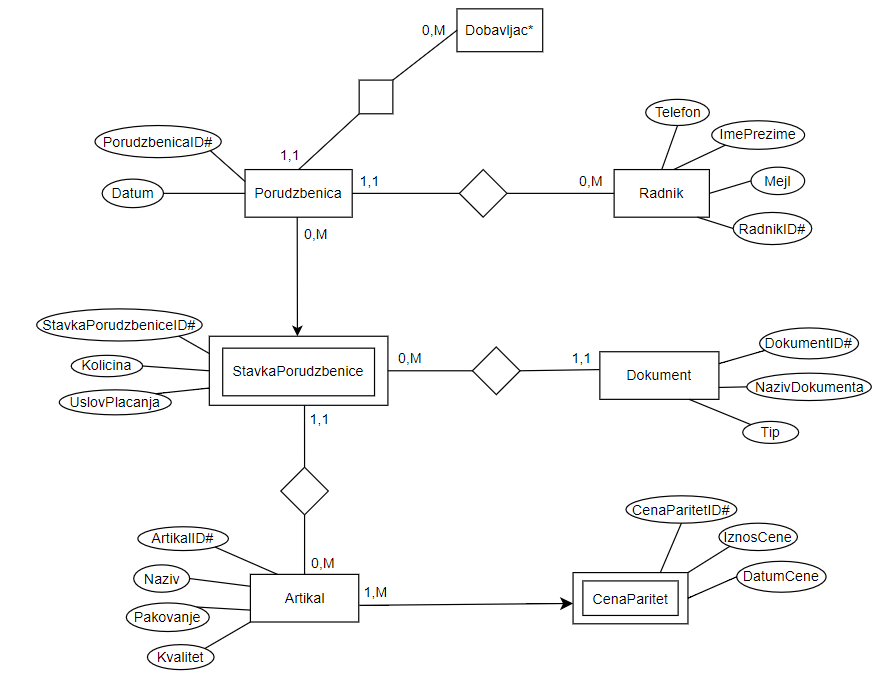 0,M
Dobavljac*
1,1
PorudzbenicaID#
Datum
Porudzbenica
1,1
0,M
Radnik
Telefon
ImePrezime
Mejl
RadnikID#
0,M
StavkaPorudzbeniceID#
Kolicina
UslovPlacanja
StavkaPorudzbenice
0,M
1,1
Dokument
DokumentID#
NazivDokumenta
Tip
1,1
0,M
ArtikalID#
Naziv
Pakovanje
Kvalitet
Artikal
1,M
CenaParitet
CenaParitetID#
IznosCene
DatumCene